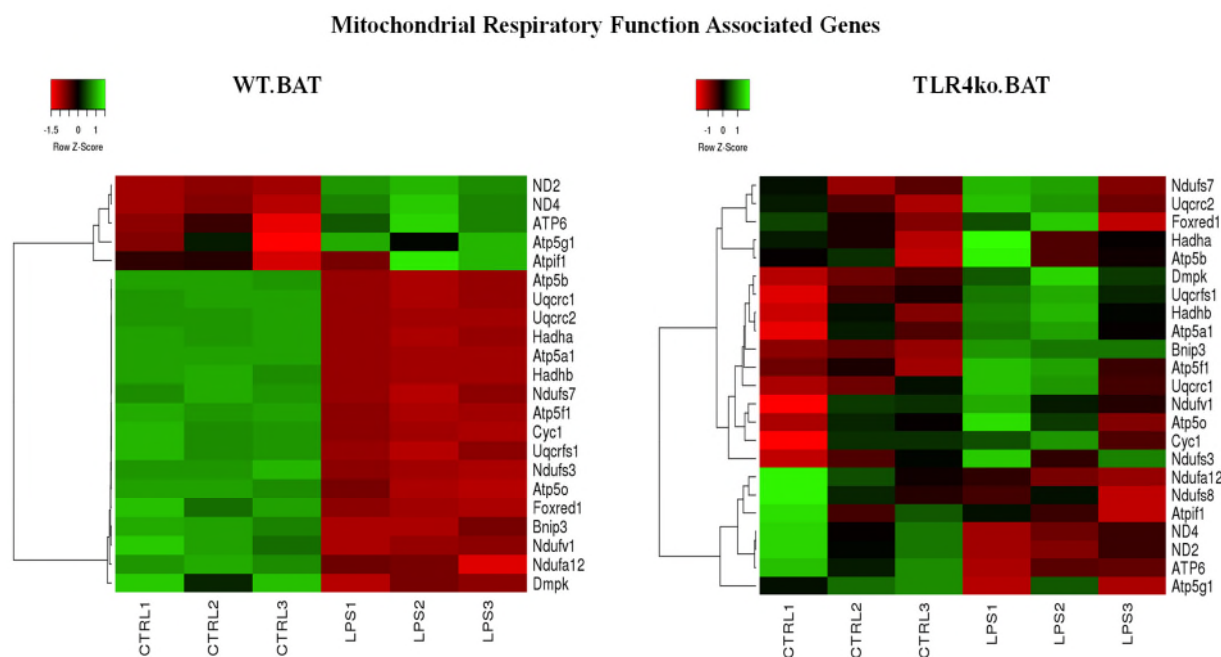 Mitochondrial Respiratory Function Associated Genes
WT.BAT
-1.5 0 1
Row Z-Score
ND2
ND4
ATP6
Atp5g1
Atpif1
Atp5b
Uqcrc1
Uqcrc2
Hadha
Atp5a1
Hadhb
Ndufs7
Atp5f1
Cyc1
Uqcrfs1
Ndufs3
Atp5o
Foxred1
Bnip3
Ndufv1
Ndufa12
Dmpk
CTRL1
CTRL2
CTRL3
LPS1
LPS2
LPS3
TLR4ko.BAT
-1 0 1
Row Z-Score
Ndufs7
Uqcrc2
Foxred1
Hadha
Atp5b
Dmpk
Uqcrfs1
Hadhb
Atp5a1
Bnip3
Atp5f1
Uqcrc1
Ndufv1
Atp5o
Cyc1
Ndufs3
Ndufa12
Ndufs8
Atpif1
ND4
ND2
ATP6
Atp5g1
CTRL1
CTRL2
CTRL3
LPS1
LPS2
LPS3